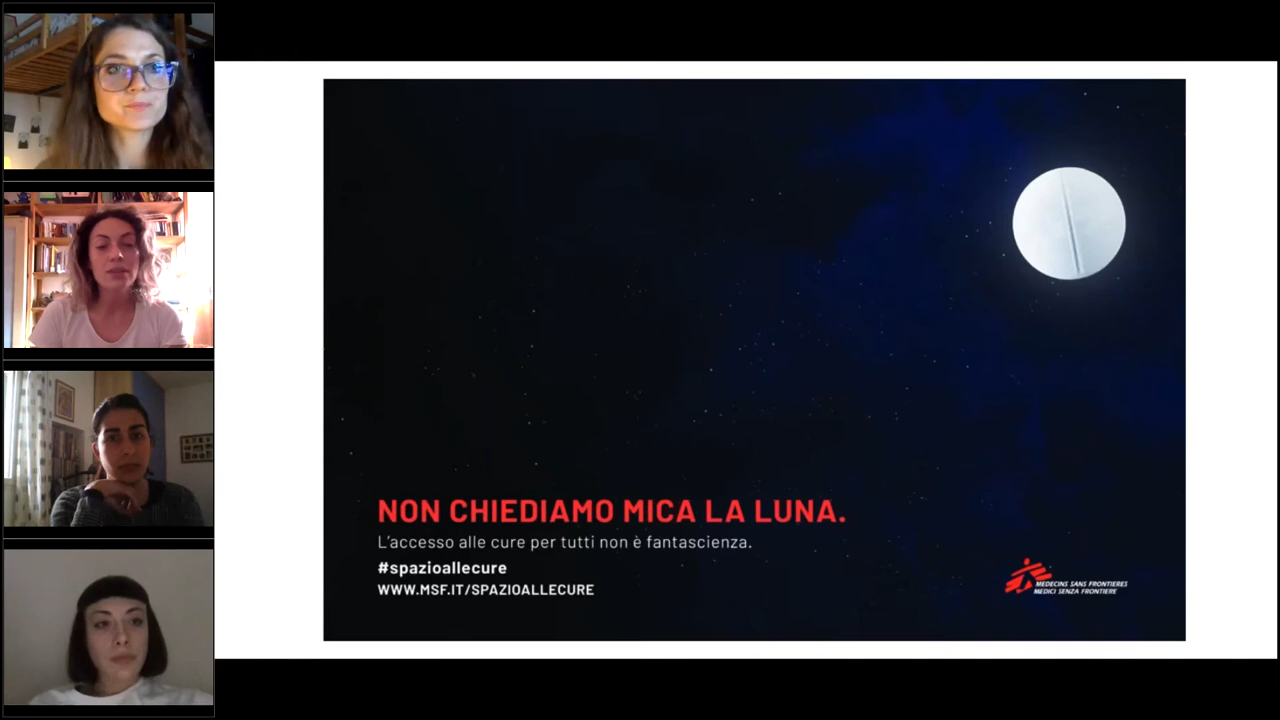 NON CHIEDIAMO MICA LA LUNA.
L'accesso alle cure per tutti non è fantascienza.
#spazioallecure
WWW.MSF.IT/SPAZIOALLECURE
MEDECINS SANS FRONTIERES
MEDICI SENZA FRONTIERE